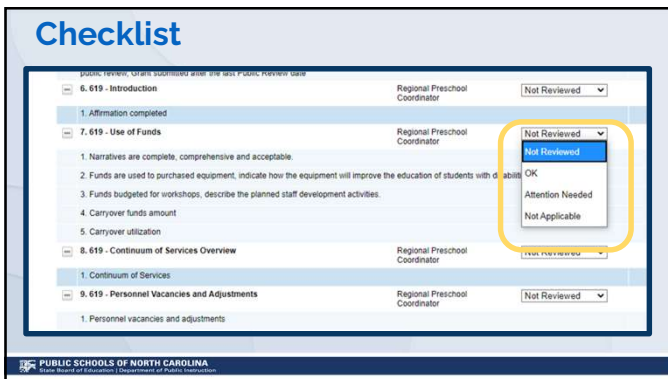 Checklist
public review, Grant submitted after the last Public Review date
6. 619 - Introduction Regional Preschool Coordinator Not Reviewed
1. Affirmation completed
7. 619 - Use of Funds Regional Preschool Coordinator Not Reviewed
Not Reviewed
1. Narratives are complete, comprehensive and acceptable.
2. Funds are used to purchased equipment, indicate how the equipment will improve the education of students with OK
3. Funds budgeted for workshops, describe the planned staff development activities. Attention Needed
4. Carryover funds amount Not Applicable
5. Carryover utilization
8. 619 - Continuum of Services Overview Regional Preschool Coordinator Not Reviewed
1. Continuum of Services
9. 619 - Personnel Vacancies and Adjustments Regional Preschool Coordinator Not Reviewed
1. Personnel vacancies and adjustments
PUBLIC SCHOOLS OF NORTH CAROLINA
State Board of Education | Department of Public Instruction